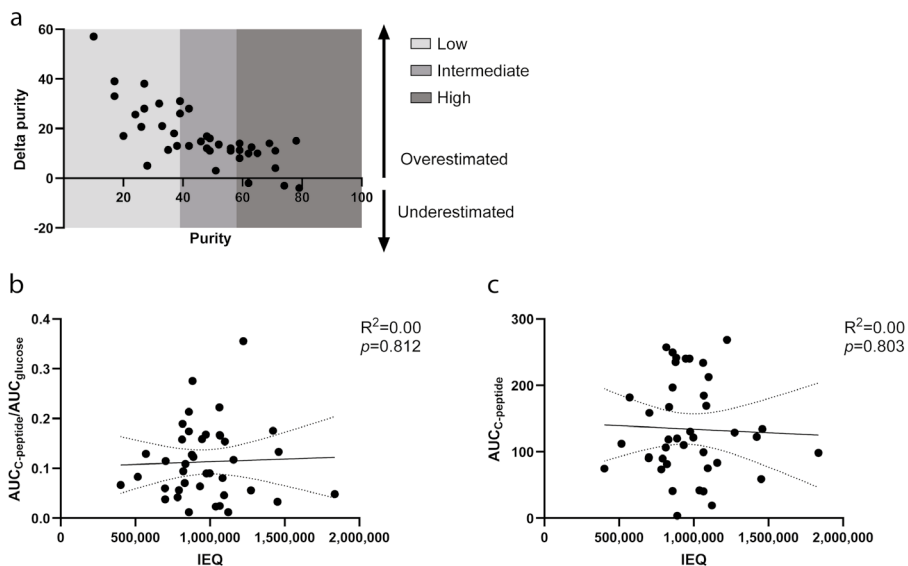 a
60
40
20
0
-20
Delta purity
20
40
60
80
100
Purity
Low
Intermediate
High
Overestimated
Underestimated
b
0.4
0.3
0.2
0.1
0.0
AUC_C-peptide/AUC_glucose
0
500,000
1,000,000
1,500,000
2,000,000
IEQ
R²=0.00
p=0.812
c
300
200
100
0
AUC_C-peptide
0
500,000
1,000,000
1,500,000
2,000,000
IEQ
R²=0.00
p=0.803